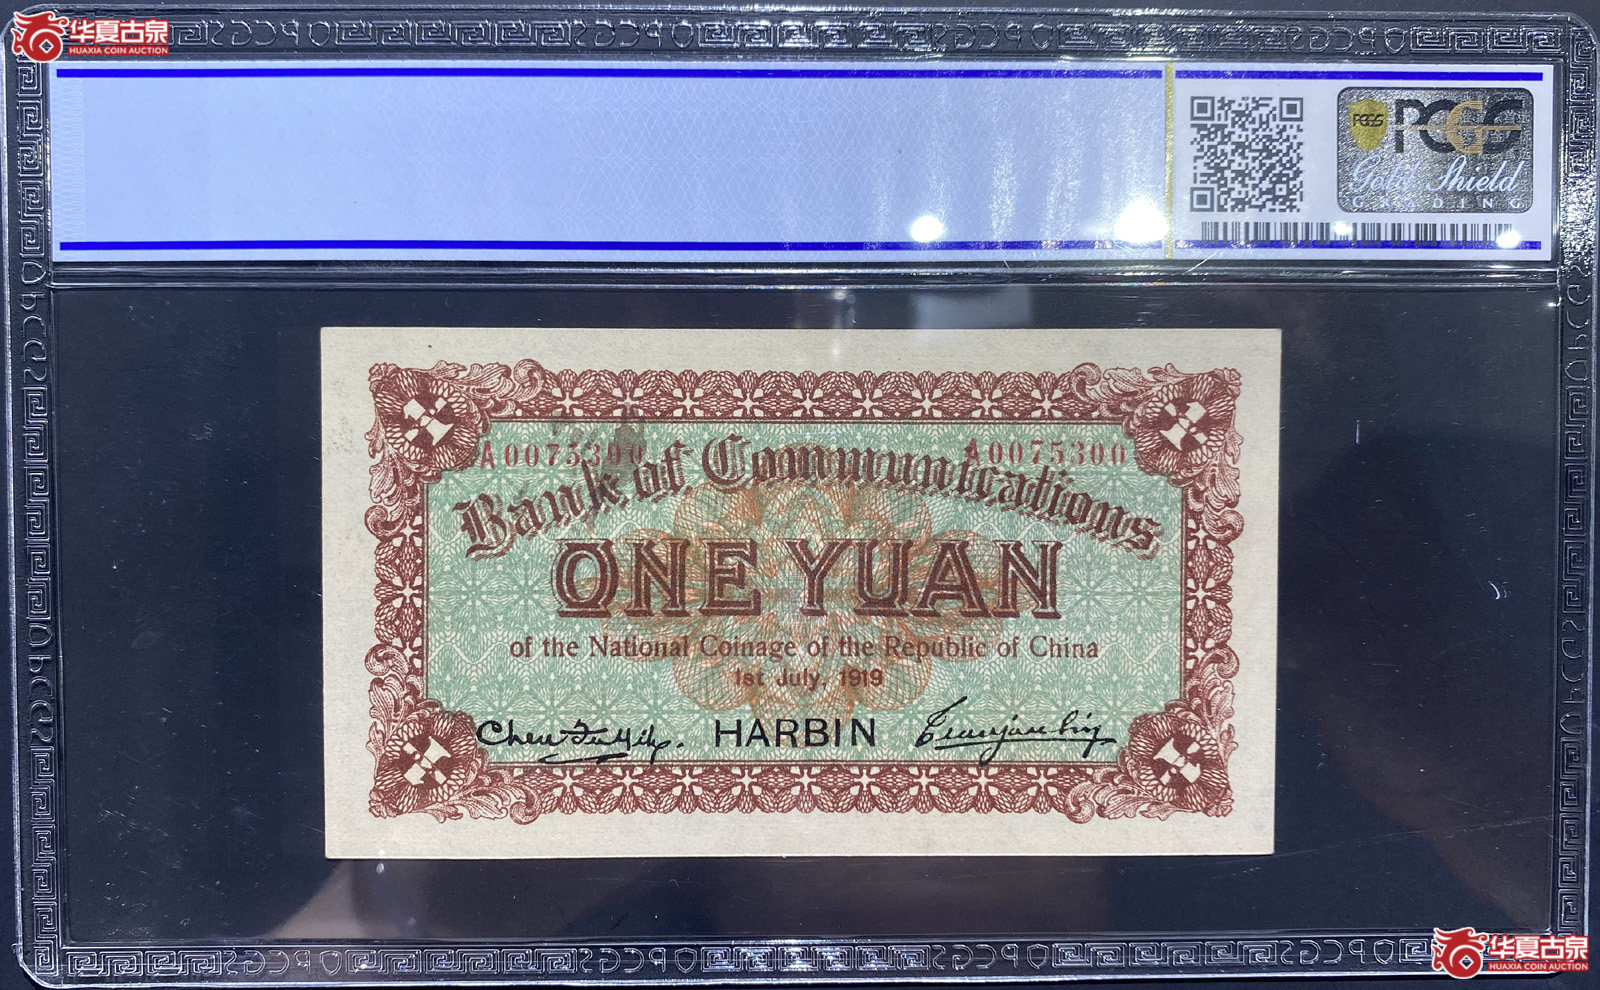 华夏古泉
HUAXIA COIN AUCTION
PCGS
PCGS
Gold Shield
GRADING
A0075300
A0075300
Bank of Communications
ONE YUAN
of the National Coinage of the Republic of China
1st July, 1919
HARBIN
华夏古泉
HUAXIA COIN AUCTION